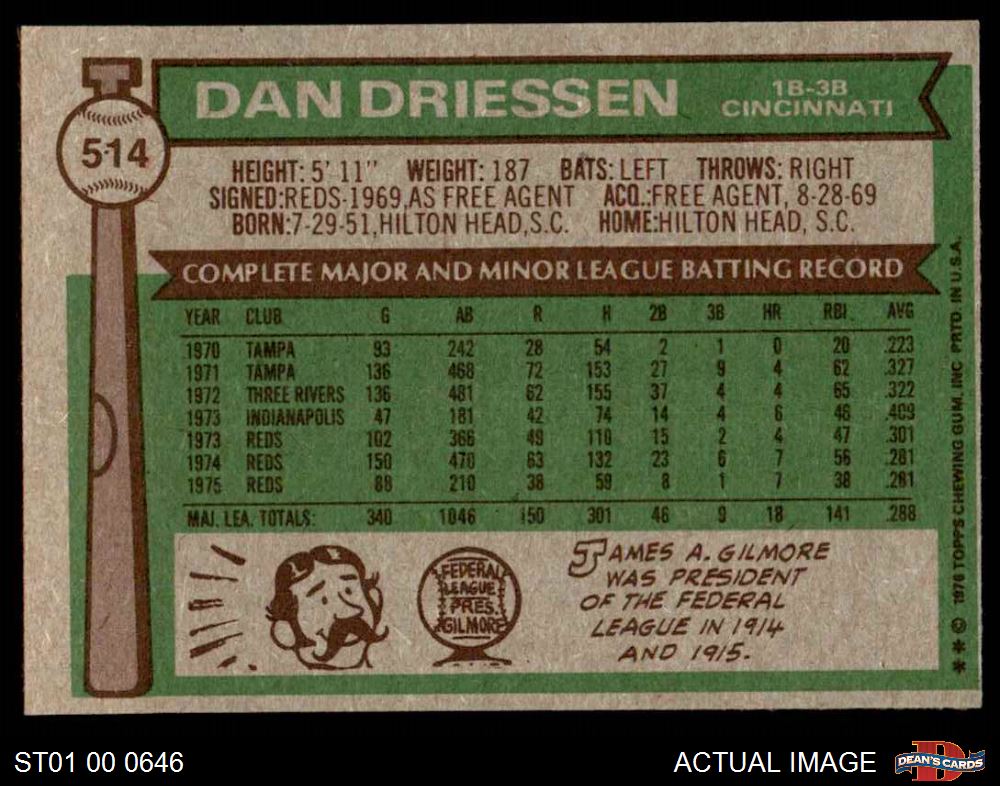 DAN DRIESSEN
1B-3B
CINCINNATI
514
HEIGHT: 5' 11" WEIGHT: 187 BATS: LEFT THROWS: RIGHT
SIGNED:REDS-1969,AS FREE AGENT ACQ.:FREE AGENT, 8-28-69
BORN:7-29-51,HILTON HEAD,S.C. HOME:HILTON HEAD, S.C.
COMPLETE MAJOR AND MINOR LEAGUE BATTING RECORD
YEAR CLUB G AB R H 2B 3B HR RBI AVG
1970 TAMPA 93 242 28 54 2 1 0 20 .223
1971 TAMPA 136 468 72 153 27 9 4 62 .327
1972 THREE RIVERS 136 481 62 155 37 4 4 65 .322
1973 INDIANAPOLIS 47 181 42 74 14 4 6 46 .409
1973 REDS 102 366 49 110 15 2 4 47 .301
1974 REDS 150 470 63 132 23 6 7 56 .281
1975 REDS 88 210 38 59 8 1 7 38 .281
MAJ. LEA. TOTALS: 340 1046 150 301 46 9 18 141 .288
FEDERAL
LEAGUE
PRES.
GILMORE
JAMES A. GILMORE
WAS PRESIDENT
OF THE FEDERAL
LEAGUE IN 1914
AND 1915.
** © 1976 TOPPS CHEWING GUM, INC. PRTD. IN U.S.A.
ST01 00 0646
ACTUAL IMAGE
D
DEAN'S CARDS